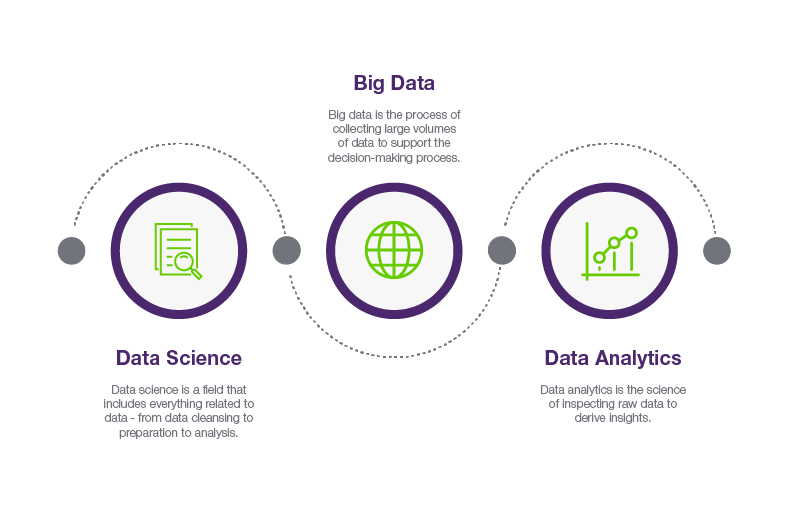 Big Data
Big data is the process of
collecting large volumes
of data to support the
decision-making process.
Data Science
Data science is a field that
includes everything related to
data - from data cleansing to
preparation to analysis.
Data Analytics
Data analytics is the science
of inspecting raw data to
derive insights.